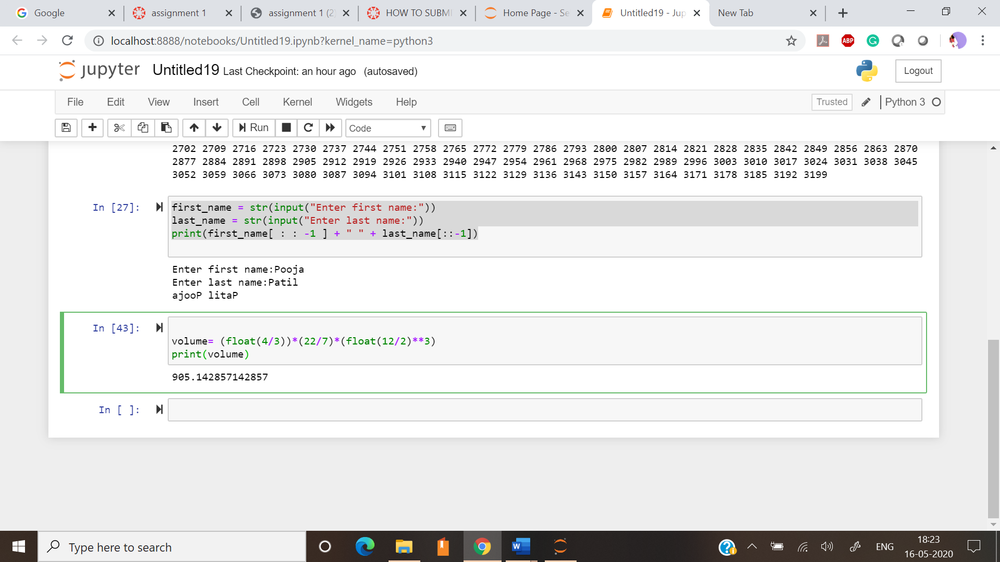 Google
assignment 1
assignment 1 (2)
HOW TO SUBMI
Home Page - Se
Untitled19 - Jup
New Tab
localhost:8888/notebooks/Untitled19.ipynb?kernel_name=python3
ABP
jupyter Untitled19 Last Checkpoint: an hour ago (autosaved)
Logout
File Edit View Insert Cell Kernel Widgets Help
Trusted Python 3
Run Code
2702 2709 2716 2723 2730 2737 2744 2751 2758 2765 2772 2779 2786 2793 2800 2807 2814 2821 2828 2835 2842 2849 2856 2863 2870
2877 2884 2891 2898 2905 2912 2919 2926 2933 2940 2947 2954 2961 2968 2975 2982 2989 2996 3003 3010 3017 3024 3031 3038 3045
3052 3059 3066 3073 3080 3087 3094 3101 3108 3115 3122 3129 3136 3143 3150 3157 3164 3171 3178 3185 3192 3199
In [27]:
first_name = str(input("Enter first name:"))
last_name = str(input("Enter last name:"))
print(first_name[ : : -1 ] + " " + last_name[::-1])
Enter first name:Pooja
Enter last name:Patil
ajooP litaP
In [43]:
volume= (float(4/3))*(22/7)*(float(12/2)**3)
print(volume)
905.142857142857
In [ ]:
Type here to search
ENG
18:23
16-05-2020